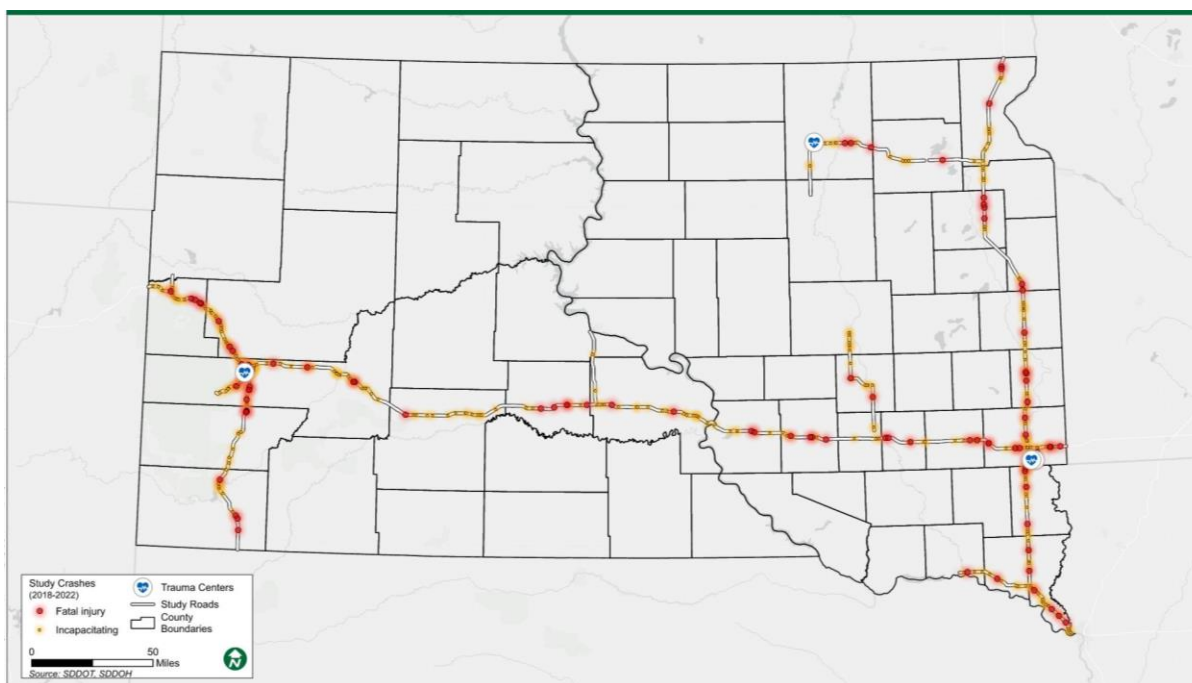 Study Crashes
(2018-2022)
Fatal injury
Incapacitating
Trauma Centers
Study Roads
County
Boundaries
0 50
Miles
N
Source: SDDOT, SDDOH